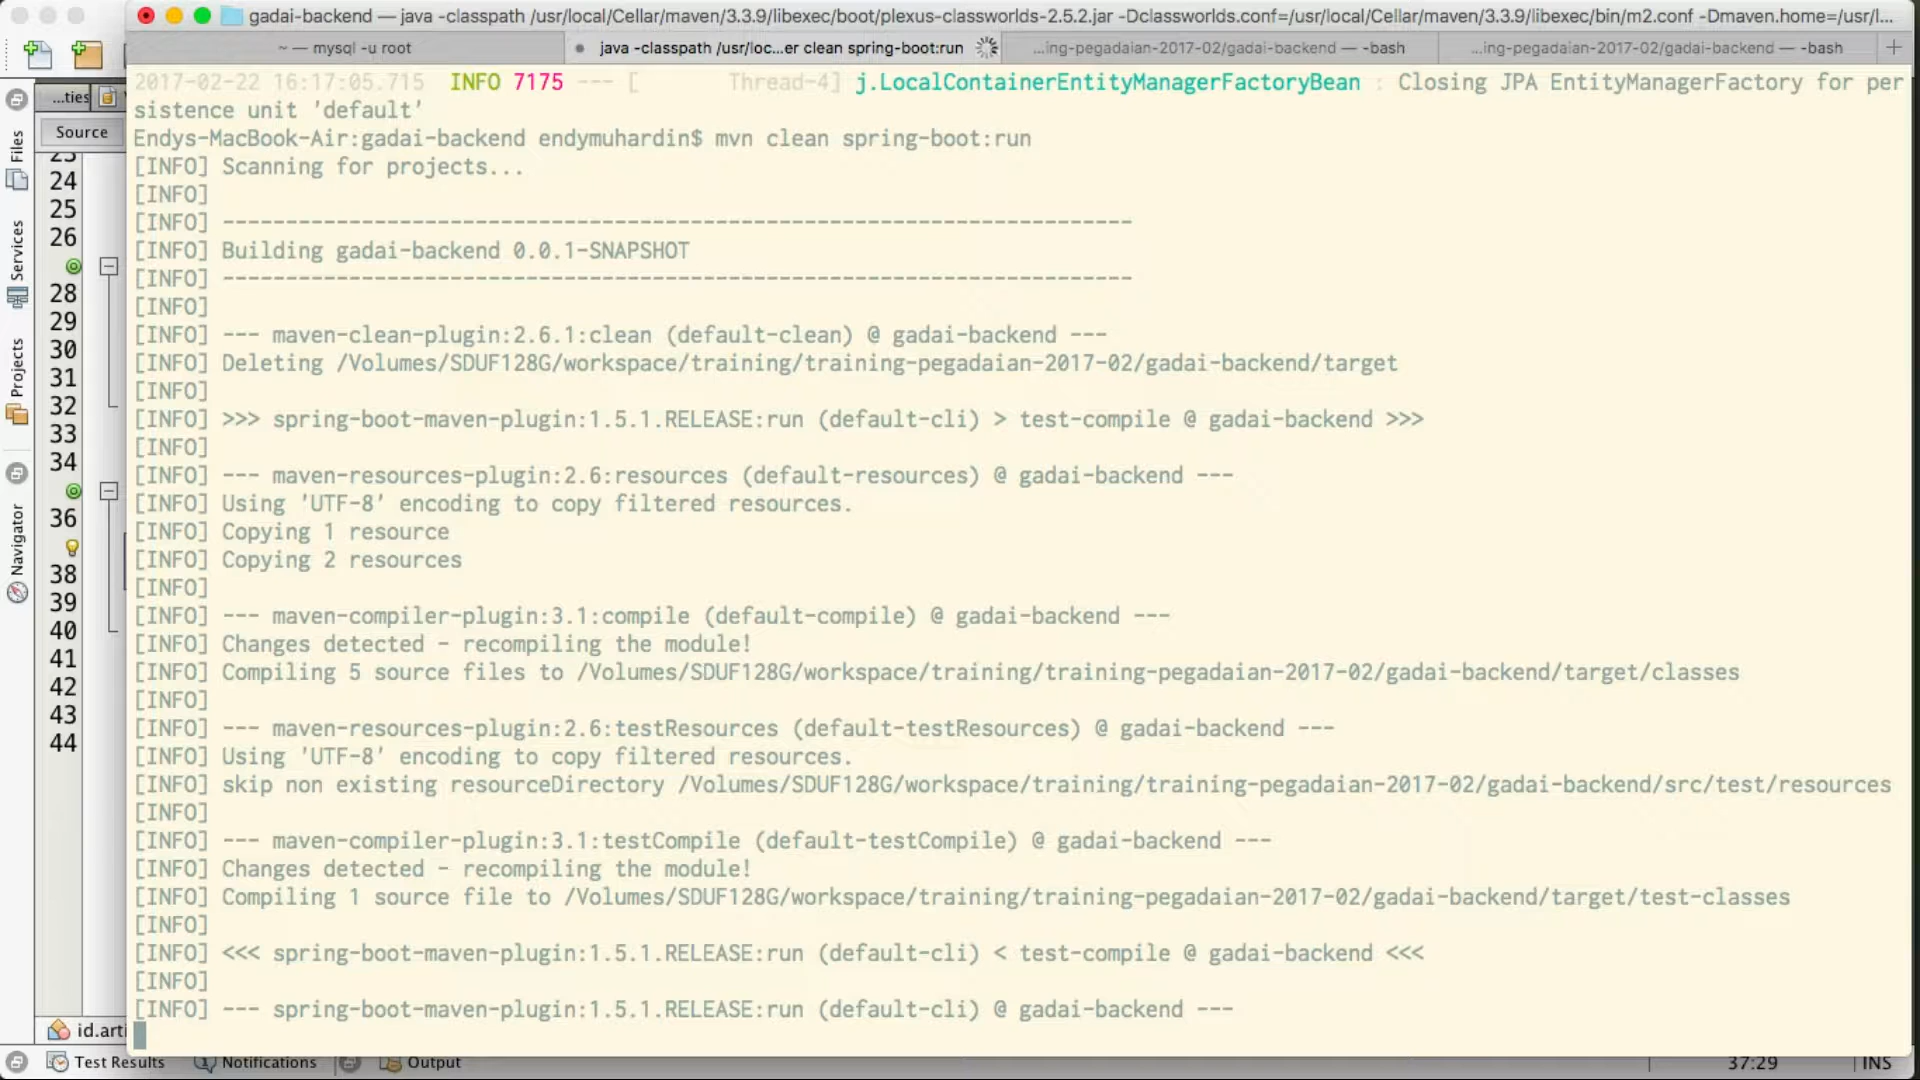 gadai-backend — java -classpath /usr/local/Cellar/maven/3.3.9/libexec/boot/plexus-classworlds-2.5.2.jar -Dclassworlds.conf=/usr/local/Cellar/maven/3.3.9/libexec/bin/m2.conf -Dmaven.home=/usr/l...
~ — mysql -u root
java -classpath /usr/loc...er clean spring-boot:run
...ing-pegadaian-2017-02/gadai-backend — -bash
...ing-pegadaian-2017-02/gadai-backend — -bash
2017-02-22 16:17:05.715 INFO 7175 --- [ Thread-4] j.LocalContainerEntityManagerFactoryBean : Closing JPA EntityManagerFactory for per
sistence unit 'default'
Endys-MacBook-Air:gadai-backend endymuhardin$ mvn clean spring-boot:run
[INFO] Scanning for projects...
[INFO]
[INFO] ------------------------------------------------------------------------
[INFO] Building gadai-backend 0.0.1-SNAPSHOT
[INFO] ------------------------------------------------------------------------
[INFO]
[INFO] --- maven-clean-plugin:2.6.1:clean (default-clean) @ gadai-backend ---
[INFO] Deleting /Volumes/SDUF128G/workspace/training/training-pegadaian-2017-02/gadai-backend/target
[INFO]
[INFO] >>> spring-boot-maven-plugin:1.5.1.RELEASE:run (default-cli) > test-compile @ gadai-backend >>>
[INFO]
[INFO] --- maven-resources-plugin:2.6:resources (default-resources) @ gadai-backend ---
[INFO] Using 'UTF-8' encoding to copy filtered resources.
[INFO] Copying 1 resource
[INFO] Copying 2 resources
[INFO]
[INFO] --- maven-compiler-plugin:3.1:compile (default-compile) @ gadai-backend ---
[INFO] Changes detected - recompiling the module!
[INFO] Compiling 5 source files to /Volumes/SDUF128G/workspace/training/training-pegadaian-2017-02/gadai-backend/target/classes
[INFO]
[INFO] --- maven-resources-plugin:2.6:testResources (default-testResources) @ gadai-backend ---
[INFO] Using 'UTF-8' encoding to copy filtered resources.
[INFO] skip non existing resourceDirectory /Volumes/SDUF128G/workspace/training/training-pegadaian-2017-02/gadai-backend/src/test/resources
[INFO]
[INFO] --- maven-compiler-plugin:3.1:testCompile (default-testCompile) @ gadai-backend ---
[INFO] Changes detected - recompiling the module!
[INFO] Compiling 1 source file to /Volumes/SDUF128G/workspace/training/training-pegadaian-2017-02/gadai-backend/target/test-classes
[INFO]
[INFO] <<< spring-boot-maven-plugin:1.5.1.RELEASE:run (default-cli) < test-compile @ gadai-backend <<<
[INFO]
[INFO] --- spring-boot-maven-plugin:1.5.1.RELEASE:run (default-cli) @ gadai-backend ---
...ties
Source
Files
Services
Projects
Navigator
24
25
26
28
29
30
31
32
33
34
36
38
39
40
41
42
43
44
id.arti
Test Results
Notifications
Output
37:29
INS